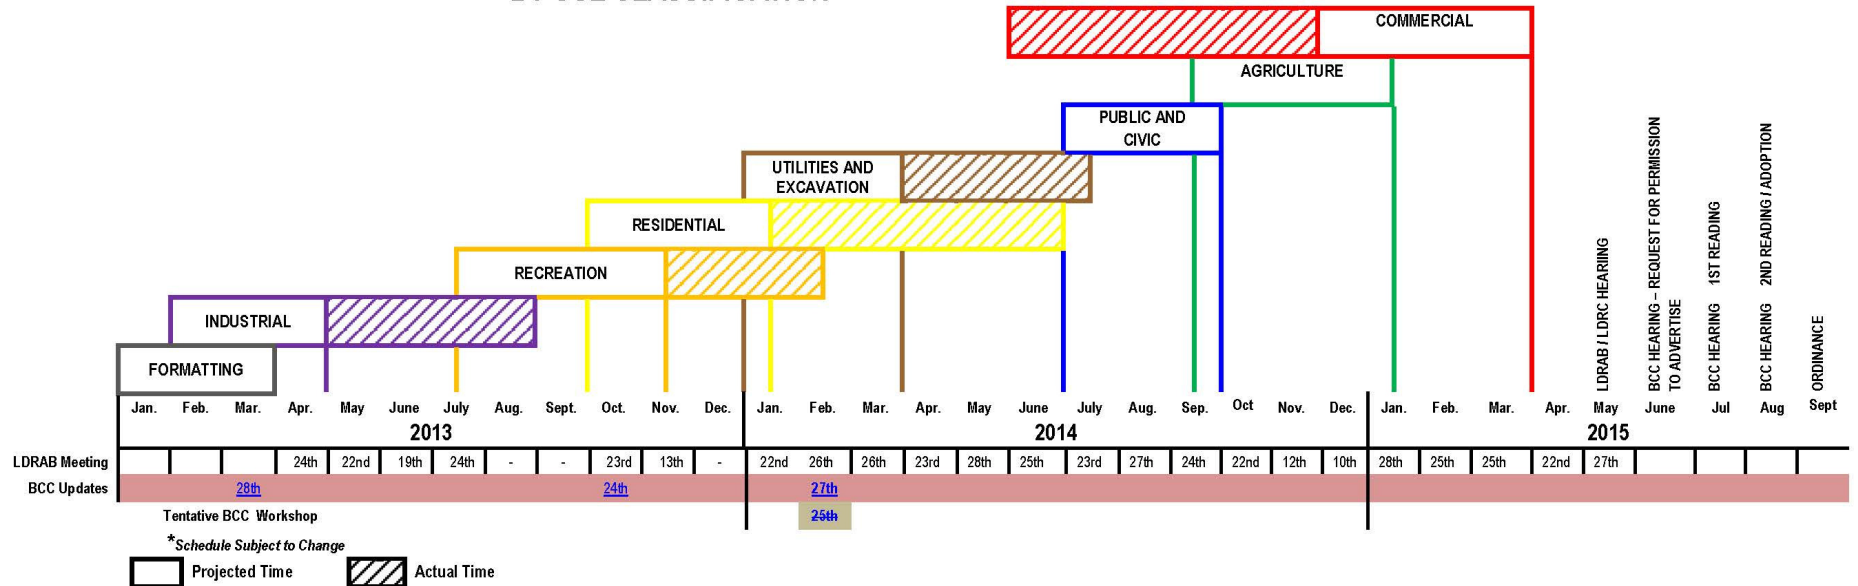 COMMERCIAL
AGRICULTURE
PUBLIC AND
CIVIC
UTILITIES AND
EXCAVATION
RESIDENTIAL
RECREATION
INDUSTRIAL
FORMATTING
LDRAB / LDRC HEARIING
BCC HEARING – REQUEST FOR PERMISSION
TO ADVERTISE
BCC HEARING 1ST READING
BCC HEARING 2ND READING / ADOPTION
ORDINANCE
Jan. Feb. Mar. Apr. May June July Aug. Sept. Oct. Nov. Dec. Jan. Feb. Mar. Apr. May June July Aug. Sep. Oct Nov. Dec. Jan. Feb. Mar. Apr. May June Jul Aug Sept
2013 2014 2015
LDRAB Meeting 24th 22nd 19th 24th - - 23rd 13th - 22nd 26th 26th 23rd 28th 25th 23rd 27th 24th 22nd 12th 10th 28th 25th 25th 22nd 27th
BCC Updates 28th 24th 27th
Tentative BCC Workshop 25th
*Schedule Subject to Change
Projected Time Actual Time